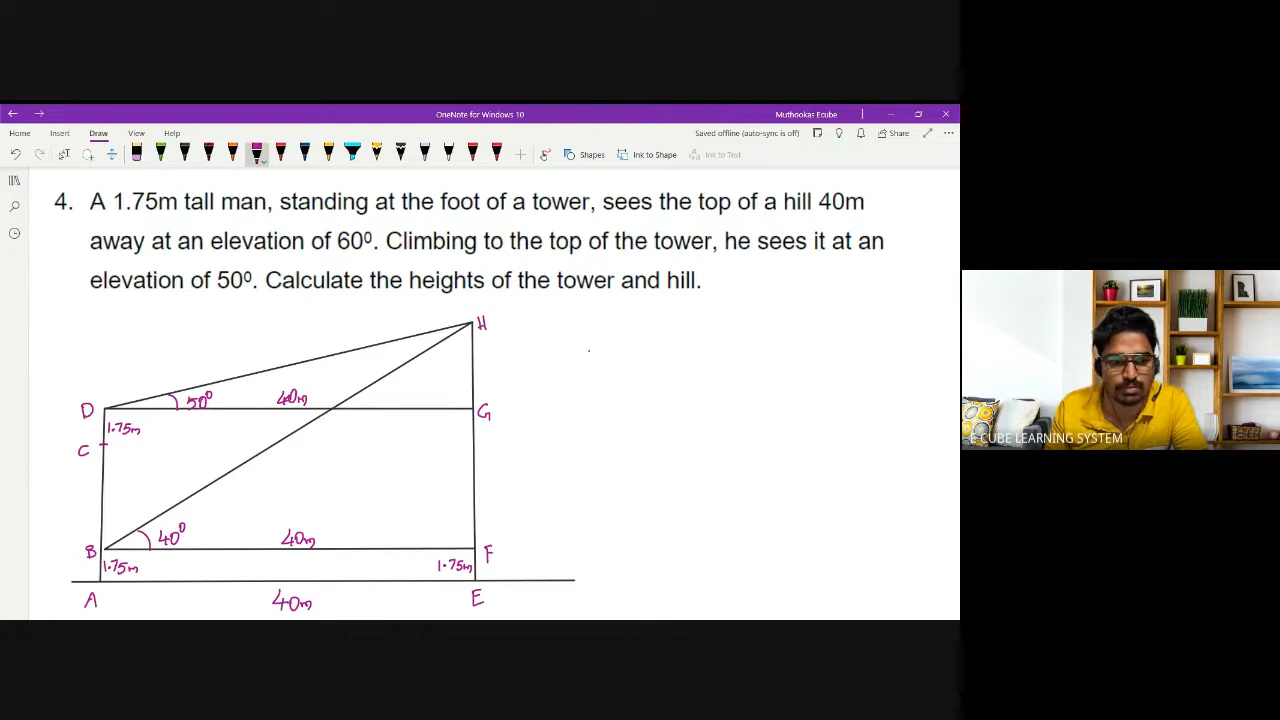 OneNote for Windows 10
Muthookas Ecube
Home Insert Draw View Help
Saved offline (auto-sync is off)
Share
Shapes
Ink to Shape
Ink to Text
4. A 1.75m tall man, standing at the foot of a tower, sees the top of a hill 40m
away at an elevation of 60⁰. Climbing to the top of the tower, he sees it at an
elevation of 50⁰. Calculate the heights of the tower and hill.
H
D 50⁰ 40m G
1.75m
C
40⁰ 40m
B F
1.75m 1.75m
A 40m E
E CUBE LEARNING SYSTEM